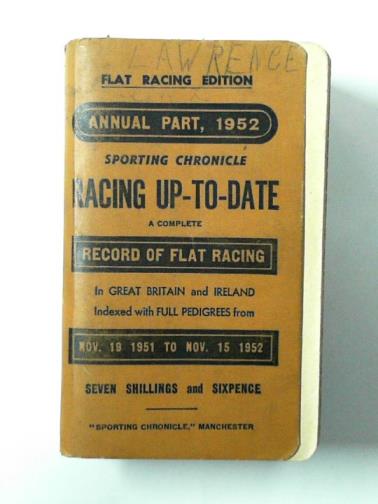 LAWRENCE
FLAT RACING EDITION
ANNUAL PART, 1952
SPORTING CHRONICLE
RACING UP-TO-DATE
A COMPLETE
RECORD OF FLAT RACING
In GREAT BRITAIN and IRELAND
Indexed with FULL PEDIGREES from
NOV. 19 1951 TO NOV. 15 1952
SEVEN SHILLINGS and SIXPENCE
"SPORTING CHRONICLE," MANCHESTER